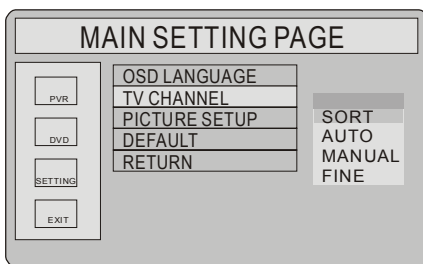 MAIN SETTING PAGE
PVR
DVD
SETTING
EXIT
OSD LANGUAGE
TV CHANNEL
PICTURE SETUP
DEFAULT
RETURN
SORT
AUTO
MANUAL
FINE